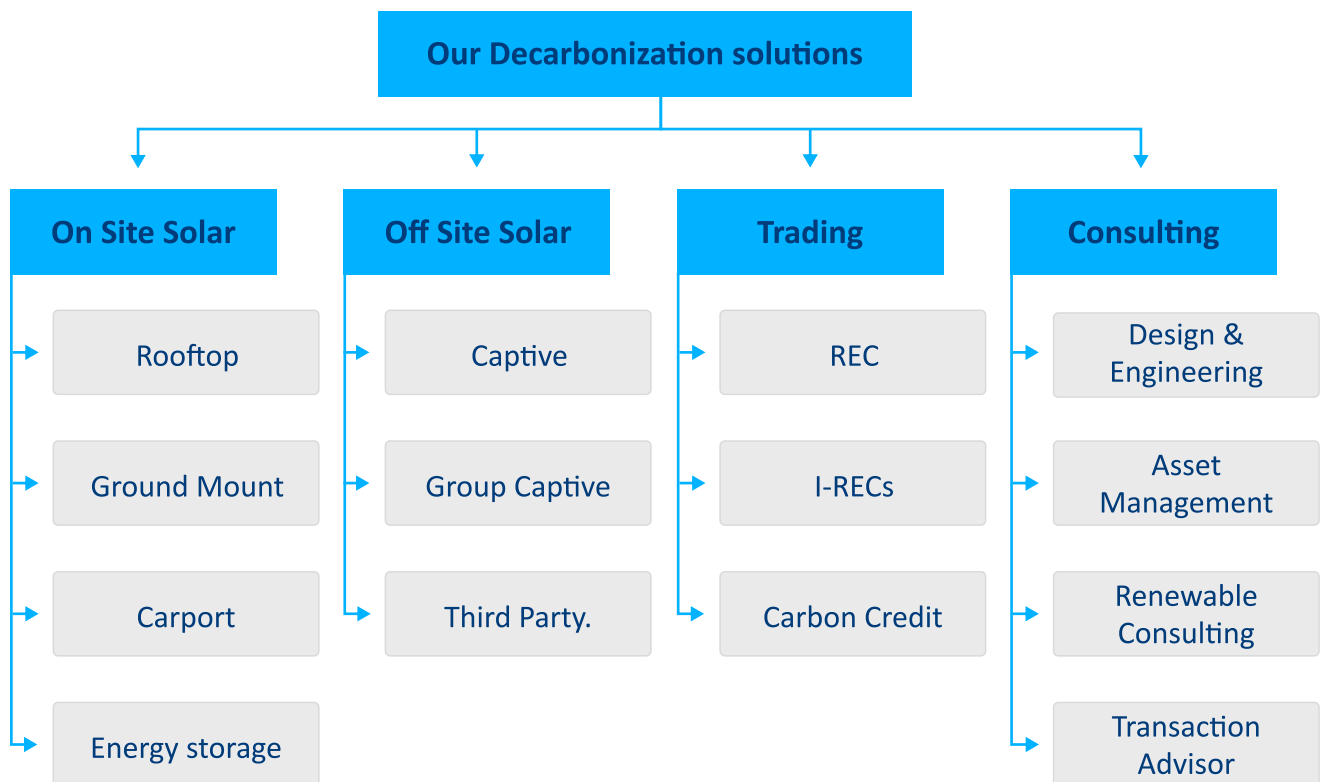 Our Decarbonization solutions
On Site Solar
Off Site Solar
Trading
Consulting
Rooftop
Ground Mount
Carport
Energy storage
Captive
Group Captive
Third Party.
REC
I-RECs
Carbon Credit
Design &
Engineering
Asset
Management
Renewable
Consulting
Transaction
Advisor